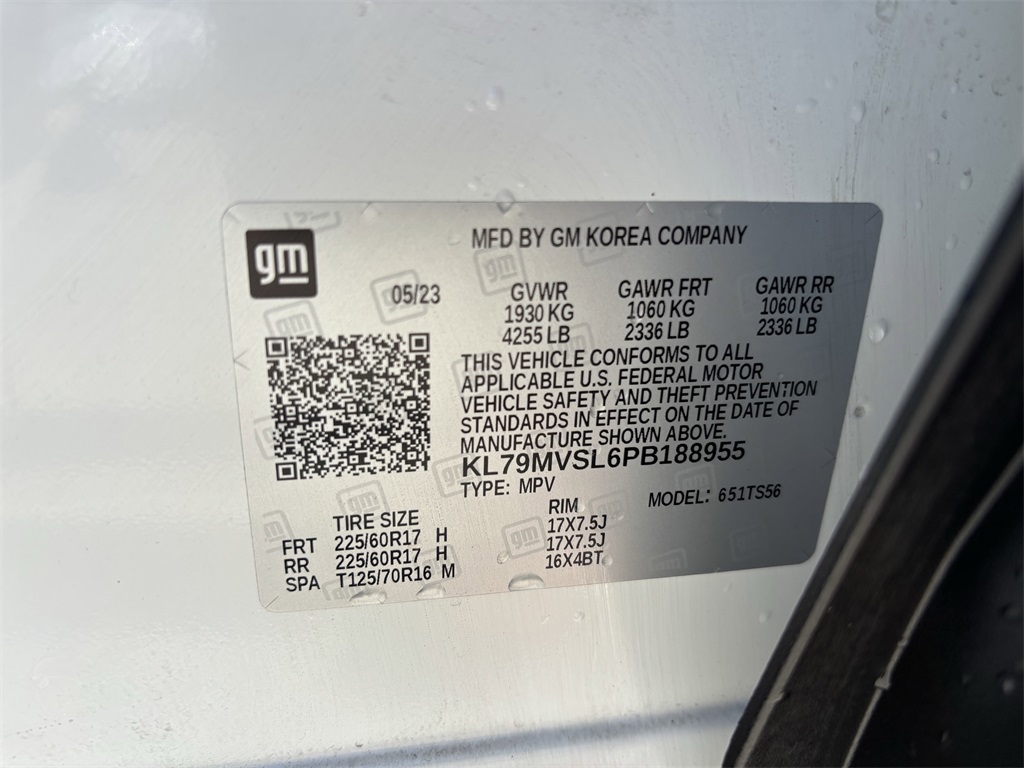 gm
MFD BY GM KOREA COMPANY
05/23
GVWR GAWR FRT GAWR RR
1930 KG 1060 KG 1060 KG
4255 LB 2336 LB 2336 LB
THIS VEHICLE CONFORMS TO ALL
APPLICABLE U.S. FEDERAL MOTOR
VEHICLE SAFETY AND THEFT PREVENTION
STANDARDS IN EFFECT ON THE DATE OF
MANUFACTURE SHOWN ABOVE.
KL79MVSL6PB188955
TYPE: MPV MODEL: 651TS56
TIRE SIZE RIM
FRT 225/60R17 H 17X7.5J
RR 225/60R17 H 17X7.5J
SPA T125/70R16 M 16X4BT